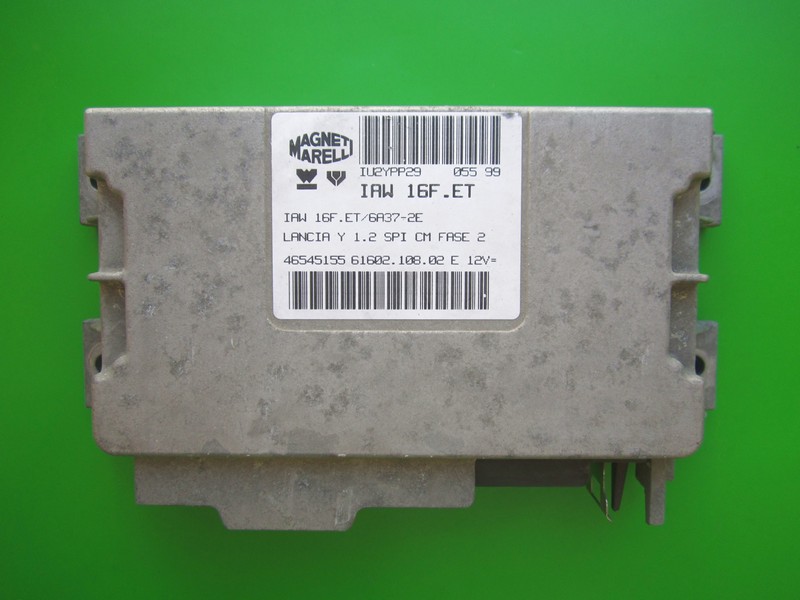 MAGNETI
MARELLI
IU2YPP29 055 99
IAW 16F.ET
IAW 16F.ET/6A37-2E
LANCIA Y 1.2 SPI CM FASE 2
46545155 61602.108.02 E 12V=